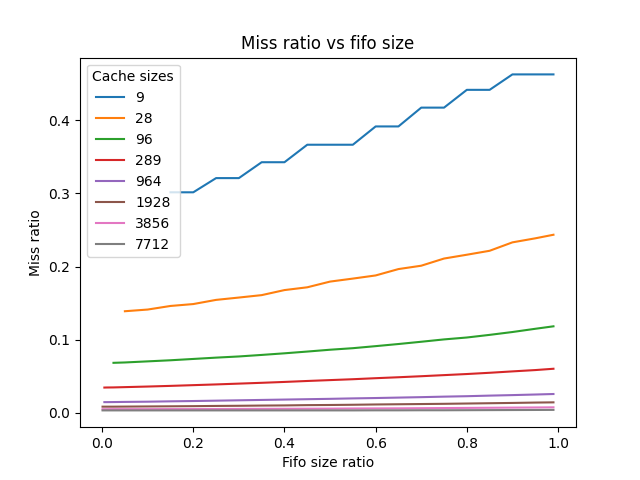 Miss ratio vs fifo size
Cache sizes
9
28
96
289
964
1928
3856
7712
0.4
0.3
0.2
0.1
0.0
Miss ratio
0.0 0.2 0.4 0.6 0.8 1.0
Fifo size ratio